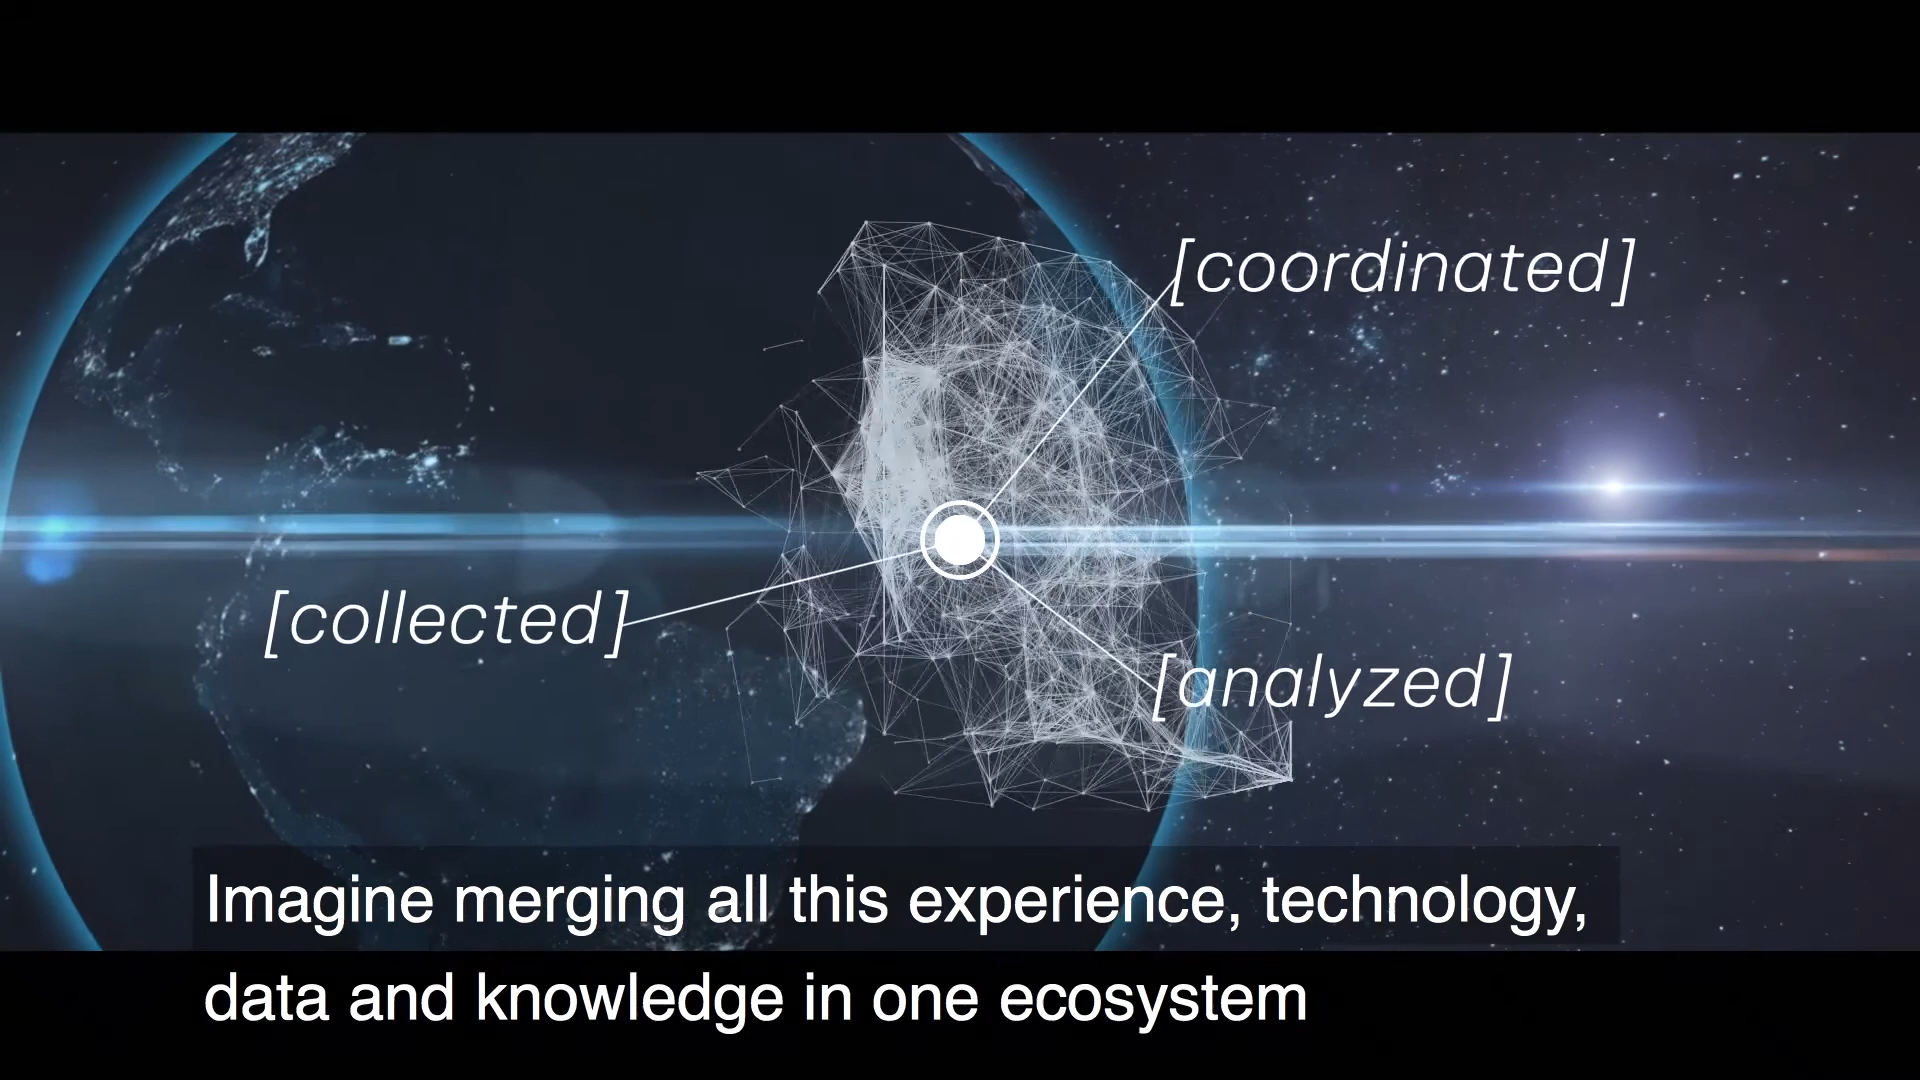 [coordinated]
[collected]
[analyzed]
Imagine merging all this experience, technology,
data and knowledge in one ecosystem